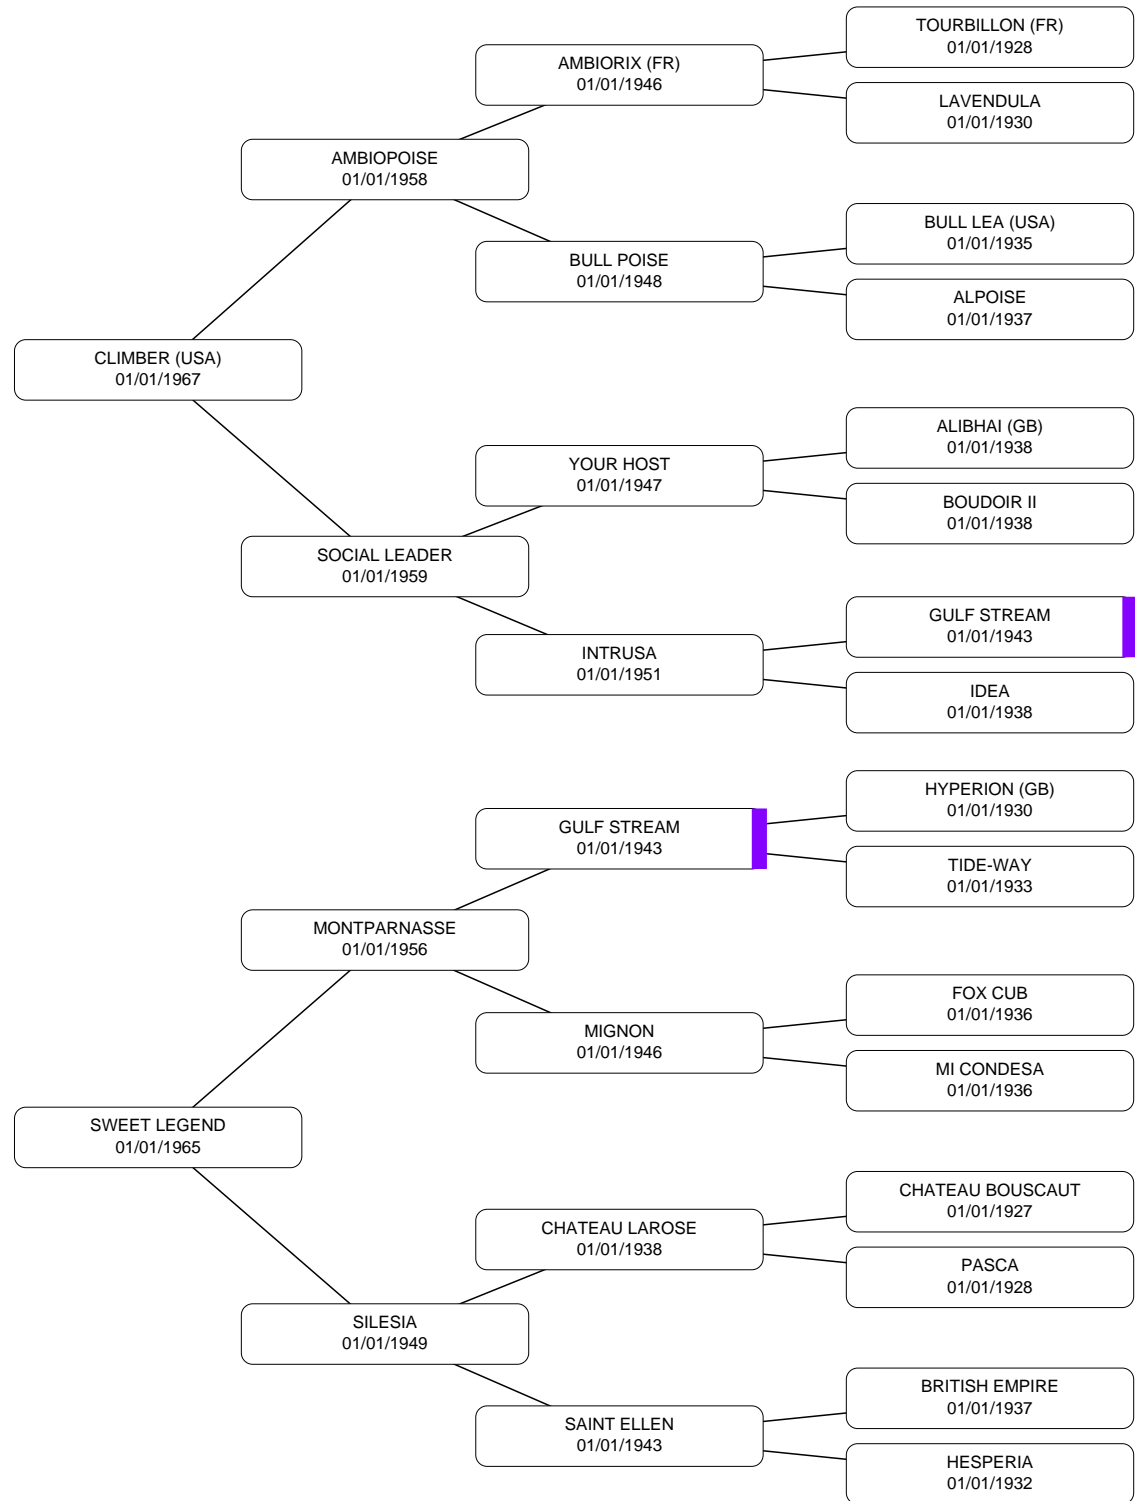 TOURBILLON (FR)
01/01/1928
AMBIORIX (FR)
01/01/1946
LAVENDULA
01/01/1930
AMBIOPOISE
01/01/1958
BULL LEA (USA)
01/01/1935
BULL POISE
01/01/1948
ALPOISE
01/01/1937
CLIMBER (USA)
01/01/1967
ALIBHAI (GB)
01/01/1938
YOUR HOST
01/01/1947
BOUDOIR II
01/01/1938
SOCIAL LEADER
01/01/1959
GULF STREAM
01/01/1943
INTRUSA
01/01/1951
IDEA
01/01/1938
HYPERION (GB)
01/01/1930
GULF STREAM
01/01/1943
TIDE-WAY
01/01/1933
MONTPARNASSE
01/01/1956
FOX CUB
01/01/1936
MIGNON
01/01/1946
MI CONDESA
01/01/1936
SWEET LEGEND
01/01/1965
CHATEAU BOUSCAUT
01/01/1927
CHATEAU LAROSE
01/01/1938
PASCA
01/01/1928
SILESIA
01/01/1949
BRITISH EMPIRE
01/01/1937
SAINT ELLEN
01/01/1943
HESPERIA
01/01/1932